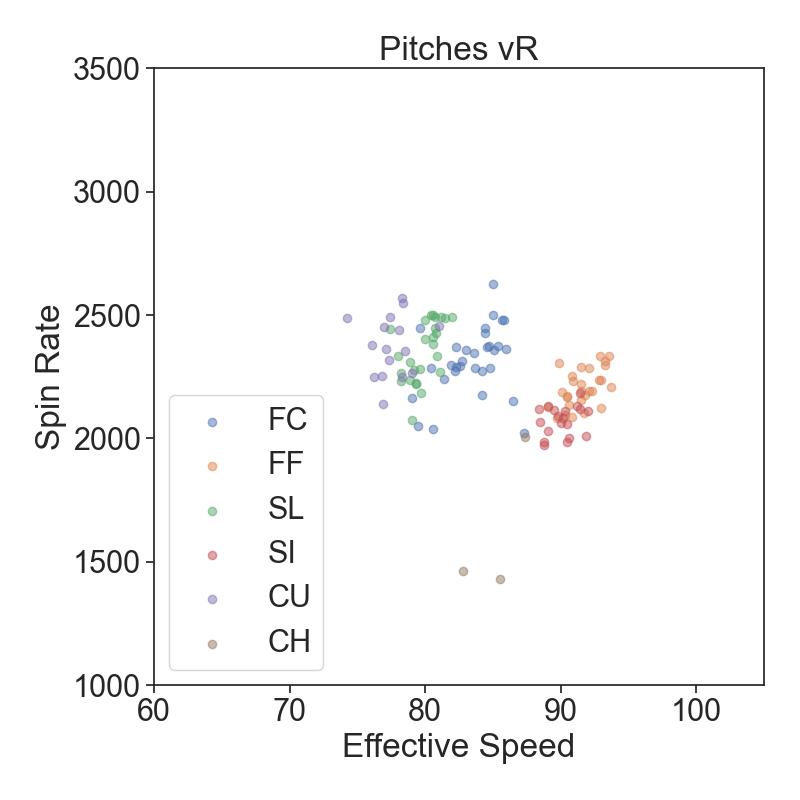 Pitches vR
3500
3000
2500
2000
1500
1000
Spin Rate
FC
FF
SL
SI
CU
CH
60 70 80 90 100
Effective Speed